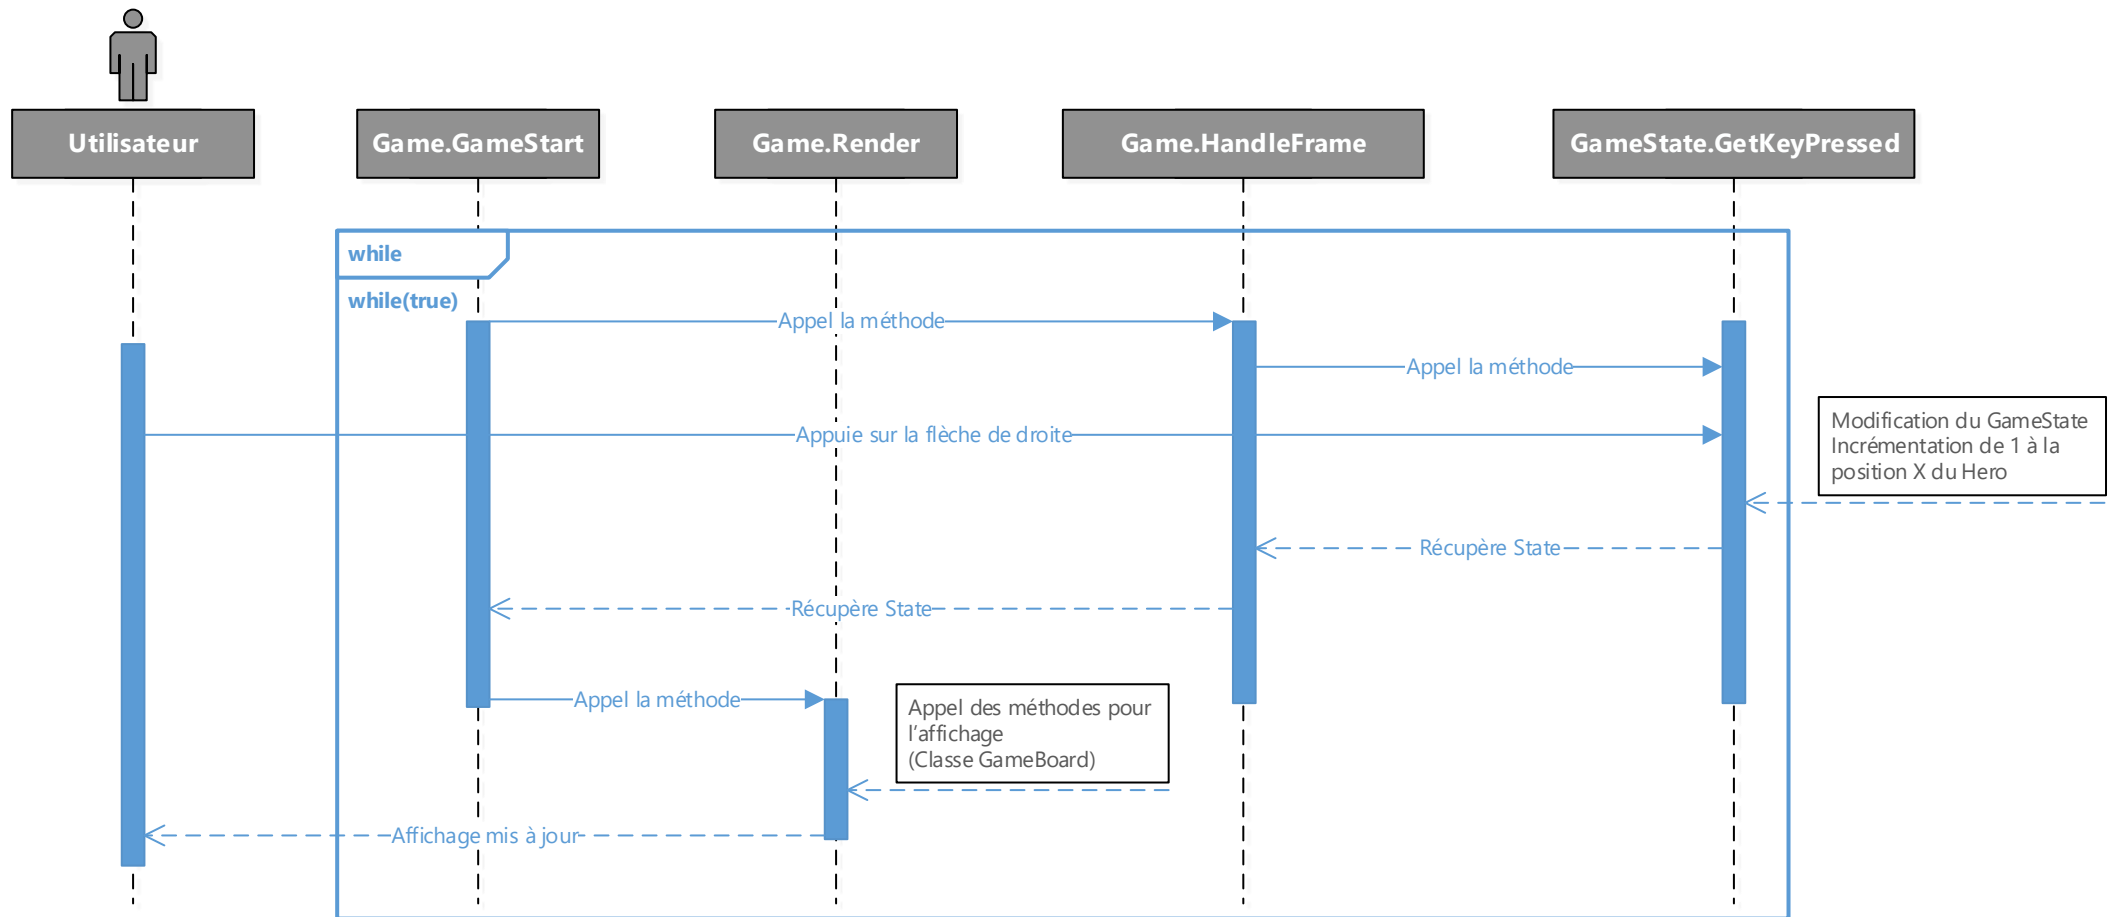 Utilisateur
Game.GameStart
Game.Render
Game.HandleFrame
GameState.GetKeyPressed
while
while(true)
Appel la méthode
Appel la méthode
Appuie sur la flèche de droite
Modification du GameState
Incrémentation de 1 à la
position X du Hero
Récupère State
Récupère State
Appel la méthode
Appel des méthodes pour
l'affichage
(Classe GameBoard)
Affichage mis à jour